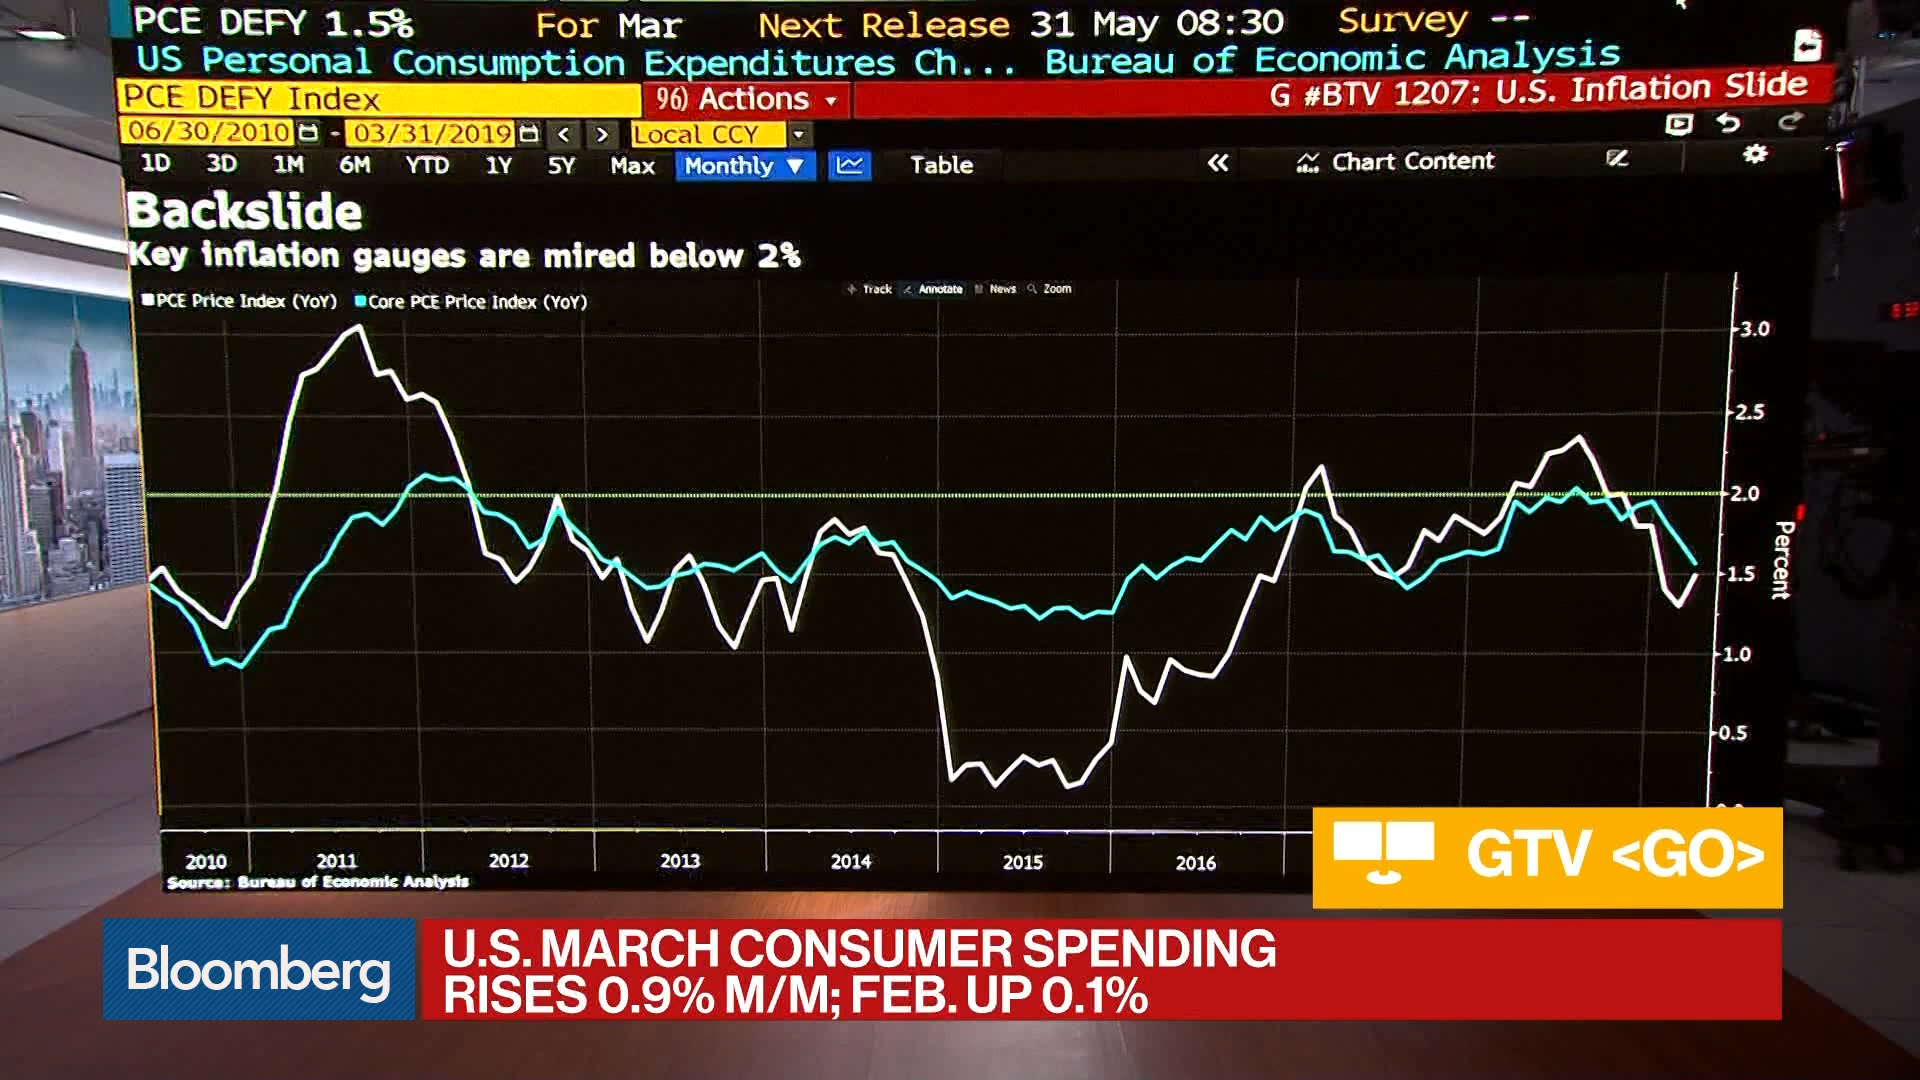 PCE DEFY 1.5% For Mar Next Release 31 May 08:30 Survey --
US Personal Consumption Expenditures Ch... Bureau of Economic Analysis
PCE DEFY Index 96) Actions G #BTV 1207: U.S. Inflation Slide
06/30/2010 - 03/31/2019 < > Local CCY
1D 3D 1M 6M YTD 1Y 5Y Max Monthly ▼ Table « Chart Content
Backslide
Key inflation gauges are mired below 2%
Track Annotate News Zoom
PCE Price Index (YoY) Core PCE Price Index (YoY)
3.0
2.5
2.0
1.5
1.0
0.5
Percent
2010 2011 2012 2013 2014 2015 2016
Source: Bureau of Economic Analysis
GTV <GO>
Bloomberg
U.S. MARCH CONSUMER SPENDING
RISES 0.9% M/M; FEB. UP 0.1%